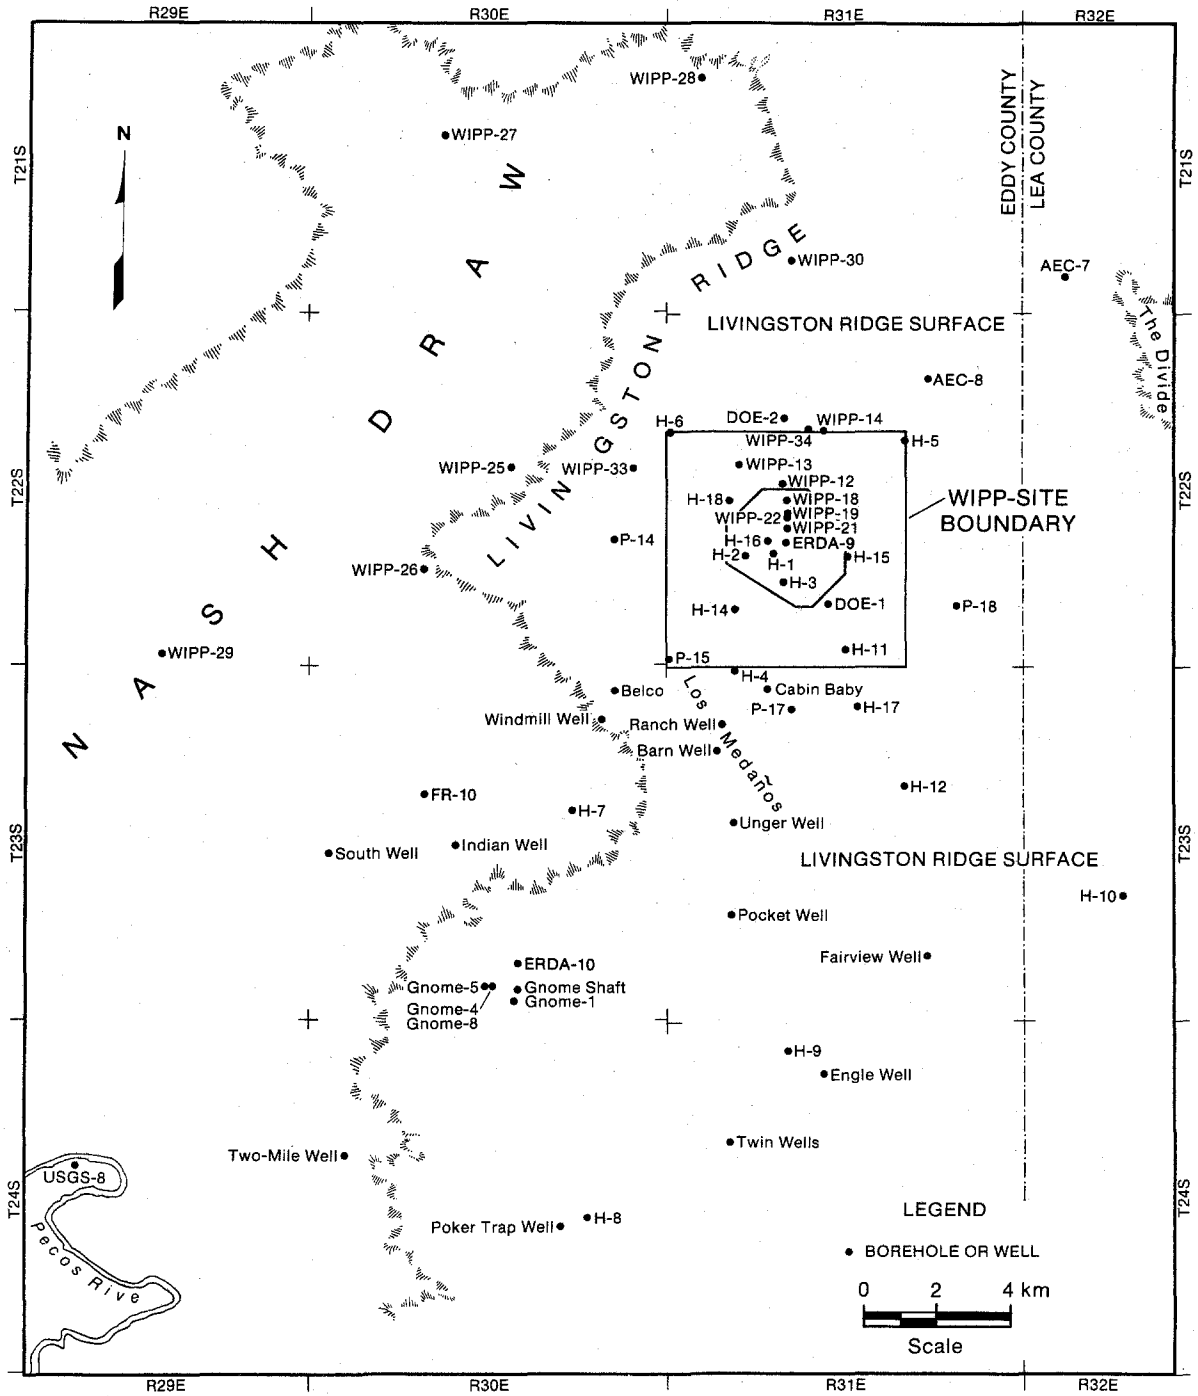 R29E
R30E
R31E
R32E
WIPP-28
N
WIPP-27
T21S
EDDY COUNTY
LEA COUNTY
T21S
WIPP-30
AEC-7
LIVINGSTON RIDGE SURFACE
The Divide
AEC-8
NASH DRAW
LIVINGSTON RIDGE
H-6
DOE-2
WIPP-14
WIPP-34
H-5
WIPP-25
WIPP-33
WIPP-13
WIPP-12
T22S
H-18
WIPP-18
WIPP-19
WIPP-22
WIPP-21
WIPP-SITE
BOUNDARY
T22S
P-14
H-16
ERDA-9
H-2
H-1
H-15
WIPP-26
H-3
H-14
DOE-1
P-18
WIPP-29
H-11
P-15
H-4
Belco
Cabin Baby
Los Medaños
P-17
H-17
Windmill Well
Ranch Well
Barn Well
FR-10
H-7
H-12
Unger Well
T23S
South Well
Indian Well
LIVINGSTON RIDGE SURFACE
T23S
H-10
Pocket Well
Fairview Well
ERDA-10
Gnome-5
Gnome Shaft
Gnome-4
Gnome-1
Gnome-8
H-9
Engle Well
Twin Wells
Two-Mile Well
USGS-8
T24S
Pecos Rive
Poker Trap Well
H-8
T24S
LEGEND
BOREHOLE OR WELL
0 2 4 km
Scale
R29E
R30E
R31E
R32E